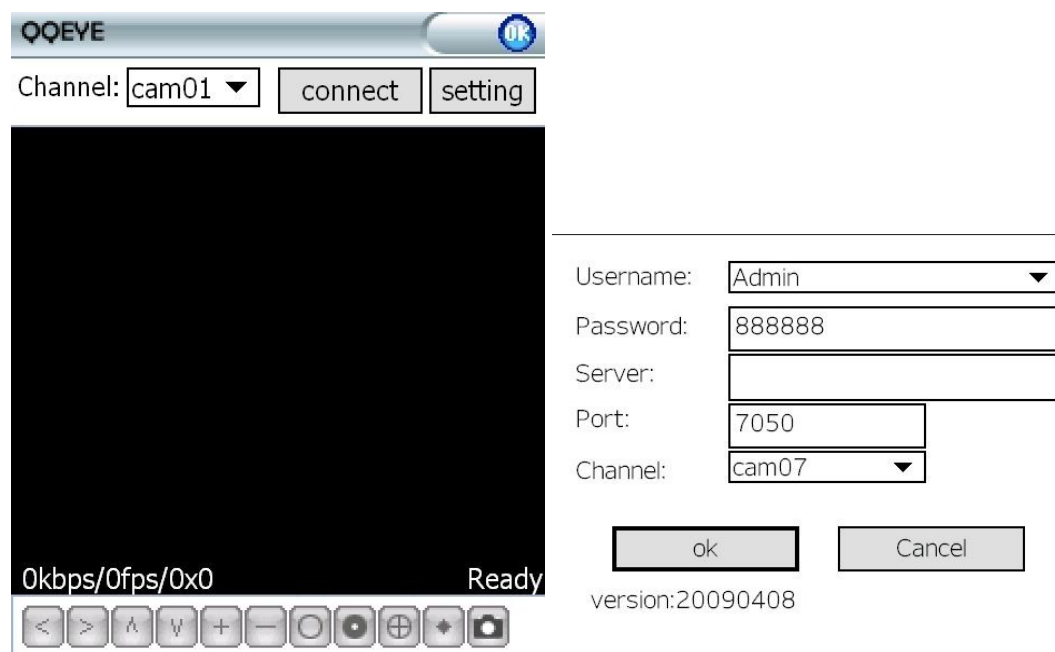 QQEYE OK
Channel: cam01 connect setting
0kbps/0fps/0x0 Ready
< > ∧ ∨ + −
Username: Admin
Password: 888888
Server:
Port: 7050
Channel: cam07
ok Cancel
version:20090408